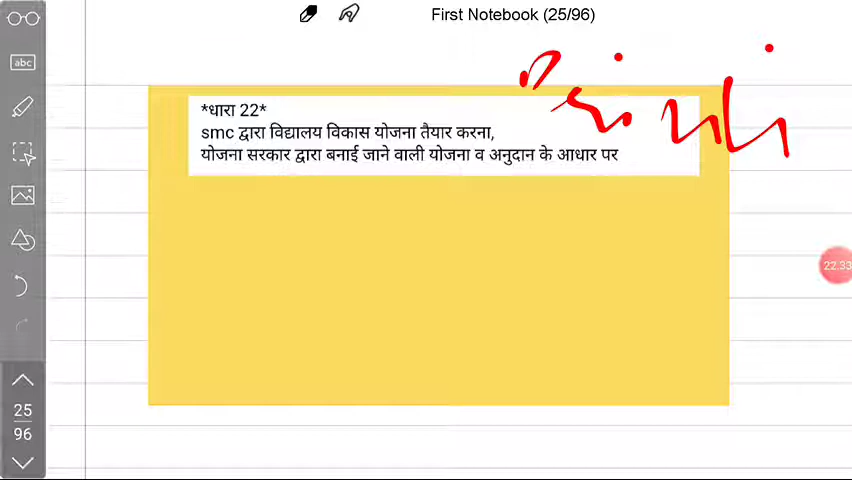 First Notebook (25/96)
abc
*धारा 22*
smc द्वारा विद्यालय विकास योजना तैयार करना,
योजना सरकार द्वारा बनाई जाने वाली योजना व अनुदान के आधार पर
22:33
25
96